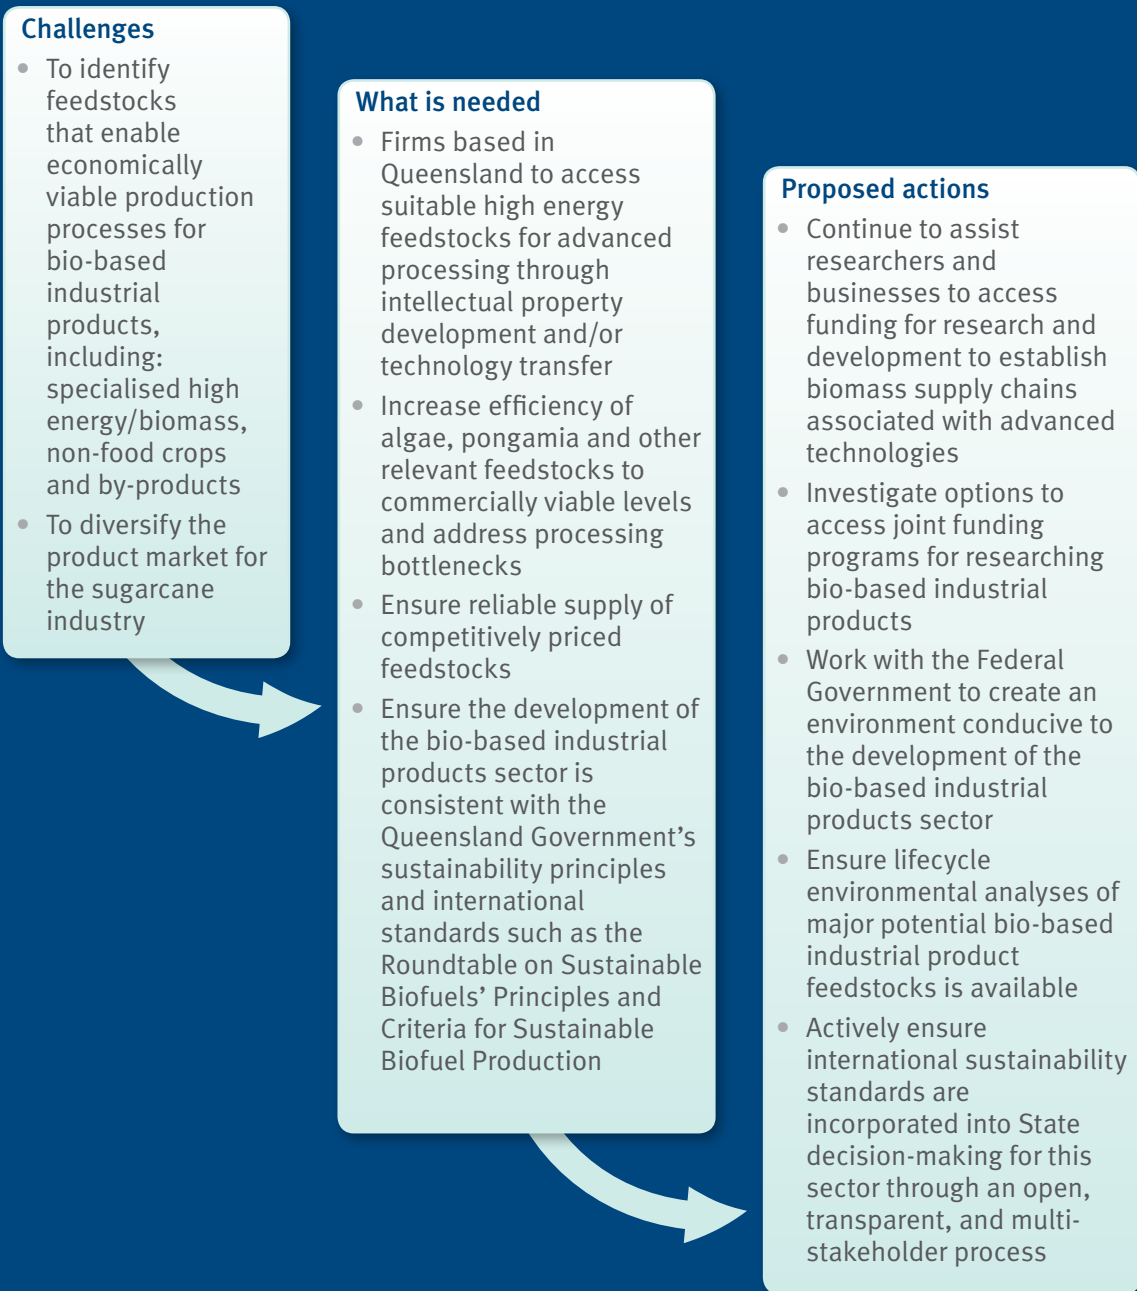 Challenges
• To identify
feedstocks
that enable
economically
viable production
processes for
bio-based
industrial
products,
including:
specialised high
energy/biomass,
non-food crops
and by-products
• To diversify the
product market for
the sugarcane
industry
What is needed
• Firms based in
Queensland to access
suitable high energy
feedstocks for advanced
processing through
intellectual property
development and/or
technology transfer
• Increase efficiency of
algae, pongamia and other
relevant feedstocks to
commercially viable levels
and address processing
bottlenecks
• Ensure reliable supply of
competitively priced
feedstocks
• Ensure the development of
the bio-based industrial
products sector is
consistent with the
Queensland Government’s
sustainability principles
and international
standards such as the
Roundtable on Sustainable
Biofuels’ Principles and
Criteria for Sustainable
Biofuel Production
Proposed actions
• Continue to assist
researchers and
businesses to access
funding for research and
development to establish
biomass supply chains
associated with advanced
technologies
• Investigate options to
access joint funding
programs for researching
bio-based industrial
products
• Work with the Federal
Government to create an
environment conducive to
the development of the
bio-based industrial
products sector
• Ensure lifecycle
environmental analyses of
major potential bio-based
industrial product
feedstocks is available
• Actively ensure
international sustainability
standards are
incorporated into State
decision-making for this
sector through an open,
transparent, and multi-
stakeholder process